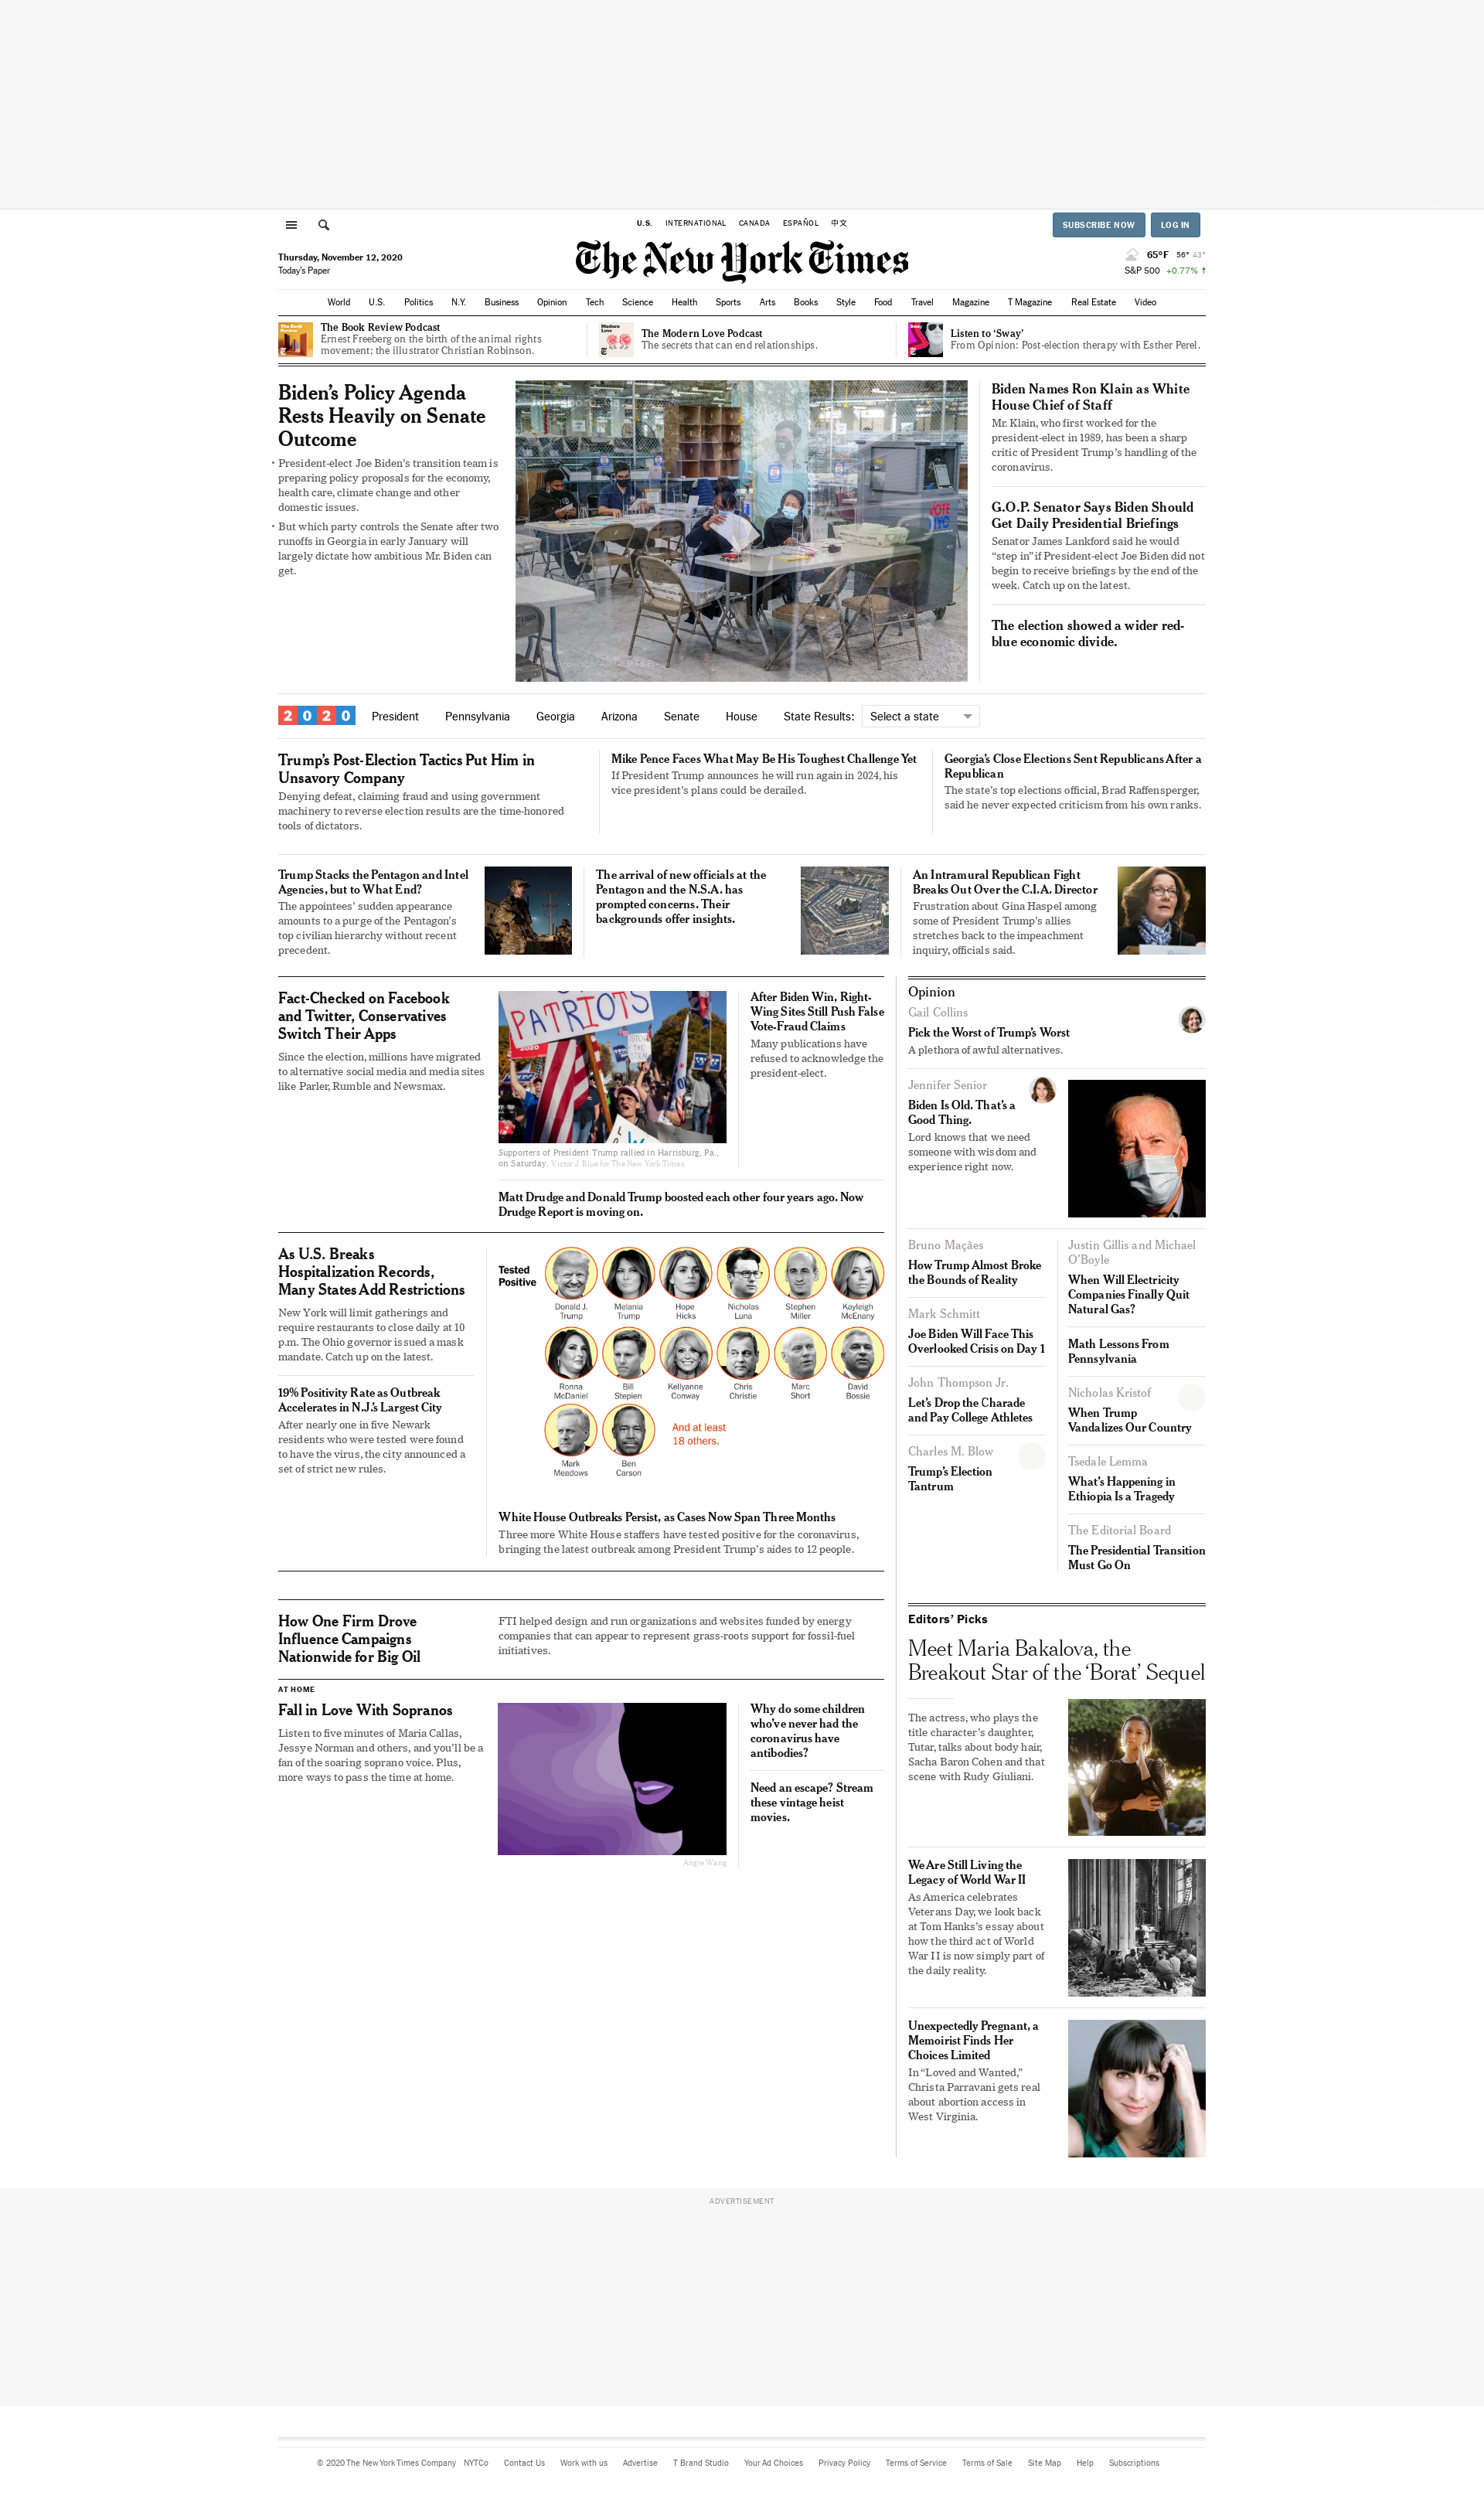 U.S. INTERNATIONAL CANADA ESPAÑOL 中文
SUBSCRIBE NOW LOG IN
Thursday, November 12, 2020
Today's Paper
The New York Times
65°F 56° 43°
S&P 500 +0.77% ↑
World U.S. Politics N.Y. Business Opinion Tech Science Health Sports Arts Books Style Food Travel Magazine T Magazine Real Estate Video
The Book Review Podcast
Ernest Freeberg on the birth of the animal rights
movement; the illustrator Christian Robinson.
The Modern Love Podcast
The secrets that can end relationships.
Listen to ‘Sway’
From Opinion: Post-election therapy with Esther Perel.
Biden’s Policy Agenda
Rests Heavily on Senate
Outcome
• President-elect Joe Biden’s transition team is
preparing policy proposals for the economy,
health care, climate change and other
domestic issues.
• But which party controls the Senate after two
runoffs in Georgia in early January will
largely dictate how ambitious Mr. Biden can
get.
VOTE
NYC
Biden Names Ron Klain as White
House Chief of Staff
Mr. Klain, who first worked for the
president-elect in 1989, has been a sharp
critic of President Trump’s handling of the
coronavirus.
G.O.P. Senator Says Biden Should
Get Daily Presidential Briefings
Senator James Lankford said he would
“step in” if President-elect Joe Biden did not
begin to receive briefings by the end of the
week. Catch up on the latest.
The election showed a wider red-
blue economic divide.
2020 President Pennsylvania Georgia Arizona Senate House State Results: Select a state
Trump’s Post-Election Tactics Put Him in
Unsavory Company
Denying defeat, claiming fraud and using government
machinery to reverse election results are the time-honored
tools of dictators.
Mike Pence Faces What May Be His Toughest Challenge Yet
If President Trump announces he will run again in 2024, his
vice president’s plans could be derailed.
Georgia’s Close Elections Sent Republicans After a
Republican
The state’s top elections official, Brad Raffensperger,
said he never expected criticism from his own ranks.
Trump Stacks the Pentagon and Intel
Agencies, but to What End?
The appointees’ sudden appearance
amounts to a purge of the Pentagon’s
top civilian hierarchy without recent
precedent.
The arrival of new officials at the
Pentagon and the N.S.A. has
prompted concerns. Their
backgrounds offer insights.
An Intramural Republican Fight
Breaks Out Over the C.I.A. Director
Frustration about Gina Haspel among
some of President Trump’s allies
stretches back to the impeachment
inquiry, officials said.
Fact-Checked on Facebook
and Twitter, Conservatives
Switch Their Apps
Since the election, millions have migrated
to alternative social media and media sites
like Parler, Rumble and Newsmax.
PATRIOTS
Supporters of President Trump rallied in Harrisburg, Pa.,
on Saturday. Victor J. Blue for The New York Times
After Biden Win, Right-
Wing Sites Still Push False
Vote-Fraud Claims
Many publications have
refused to acknowledge the
president-elect.
Matt Drudge and Donald Trump boosted each other four years ago. Now
Drudge Report is moving on.
As U.S. Breaks
Hospitalization Records,
Many States Add Restrictions
New York will limit gatherings and
require restaurants to close daily at 10
p.m. The Ohio governor issued a mask
mandate. Catch up on the latest.
19% Positivity Rate as Outbreak
Accelerates in N.J.’s Largest City
After nearly one in five Newark
residents who were tested were found
to have the virus, the city announced a
set of strict new rules.
Tested
Positive
Donald J. Melania Hope Nicholas Stephen Kayleigh
Trump Trump Hicks Luna Miller McEnany
Ronna Bill Kellyanne Chris Marc David
McDaniel Stepien Conway Christie Short Bossie
And at least
18 others.
Mark Ben
Meadows Carson
White House Outbreaks Persist, as Cases Now Span Three Months
Three more White House staffers have tested positive for the coronavirus,
bringing the latest outbreak among President Trump’s aides to 12 people.
How One Firm Drove
Influence Campaigns
Nationwide for Big Oil
FTI helped design and run organizations and websites funded by energy
companies that can appear to represent grass-roots support for fossil-fuel
initiatives.
AT HOME
Fall in Love With Sopranos
Listen to five minutes of Maria Callas,
Jessye Norman and others, and you’ll be a
fan of the soaring soprano voice. Plus,
more ways to pass the time at home.
Angie Wang
Why do some children
who’ve never had the
coronavirus have
antibodies?
Need an escape? Stream
these vintage heist
movies.
Opinion
Gail Collins
Pick the Worst of Trump’s Worst
A plethora of awful alternatives.
Jennifer Senior
Biden Is Old. That’s a
Good Thing.
Lord knows that we need
someone with wisdom and
experience right now.
Bruno Maçães
How Trump Almost Broke
the Bounds of Reality
Mark Schmitt
Joe Biden Will Face This
Overlooked Crisis on Day 1
John Thompson Jr.
Let’s Drop the Charade
and Pay College Athletes
Charles M. Blow
Trump’s Election
Tantrum
Justin Gillis and Michael
O’Boyle
When Will Electricity
Companies Finally Quit
Natural Gas?
Math Lessons From
Pennsylvania
Nicholas Kristof
When Trump
Vandalizes Our Country
Tsedale Lemma
What’s Happening in
Ethiopia Is a Tragedy
The Editorial Board
The Presidential Transition
Must Go On
Editors’ Picks
Meet Maria Bakalova, the
Breakout Star of the ‘Borat’ Sequel
The actress, who plays the
title character’s daughter,
Tutar, talks about body hair,
Sacha Baron Cohen and that
scene with Rudy Giuliani.
We Are Still Living the
Legacy of World War II
As America celebrates
Veterans Day, we look back
at Tom Hanks’s essay about
how the third act of World
War II is now simply part of
the daily reality.
Unexpectedly Pregnant, a
Memoirist Finds Her
Choices Limited
In “Loved and Wanted,”
Christa Parravani gets real
about abortion access in
West Virginia.
ADVERTISEMENT
© 2020 The New York Times Company NYTCo Contact Us Work with us Advertise T Brand Studio Your Ad Choices Privacy Policy Terms of Service Terms of Sale Site Map Help Subscriptions